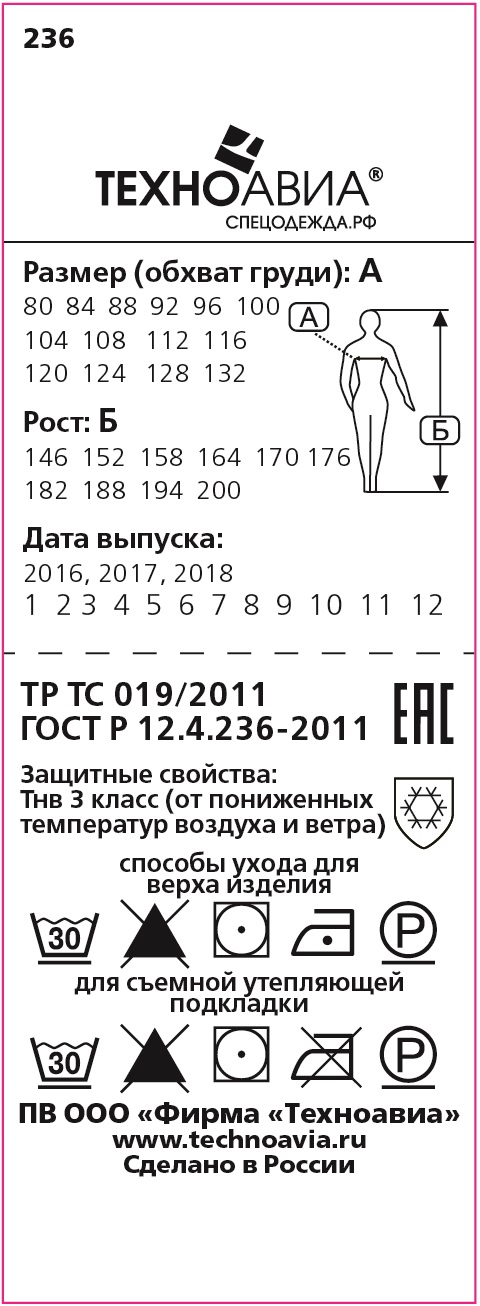 236
ТЕХНОАВИА®
СПЕЦОДЕЖДА.РФ
Размер (обхват груди): А
80 84 88 92 96 100
104 108 112 116
120 124 128 132
А
Б
Рост: Б
146 152 158 164 170 176
182 188 194 200
Дата выпуска:
2016, 2017, 2018
1 2 3 4 5 6 7 8 9 10 11 12
ТР ТС 019/2011
ГОСТ Р 12.4.236-2011
EAC
Защитные свойства:
Тнв 3 класс (от пониженных
температур воздуха и ветра)
способы ухода для
верха изделия
30 P
для съемной утепляющей
подкладки
30 P
ПВ ООО «Фирма «Техноавиа»
www.technoavia.ru
Сделано в России